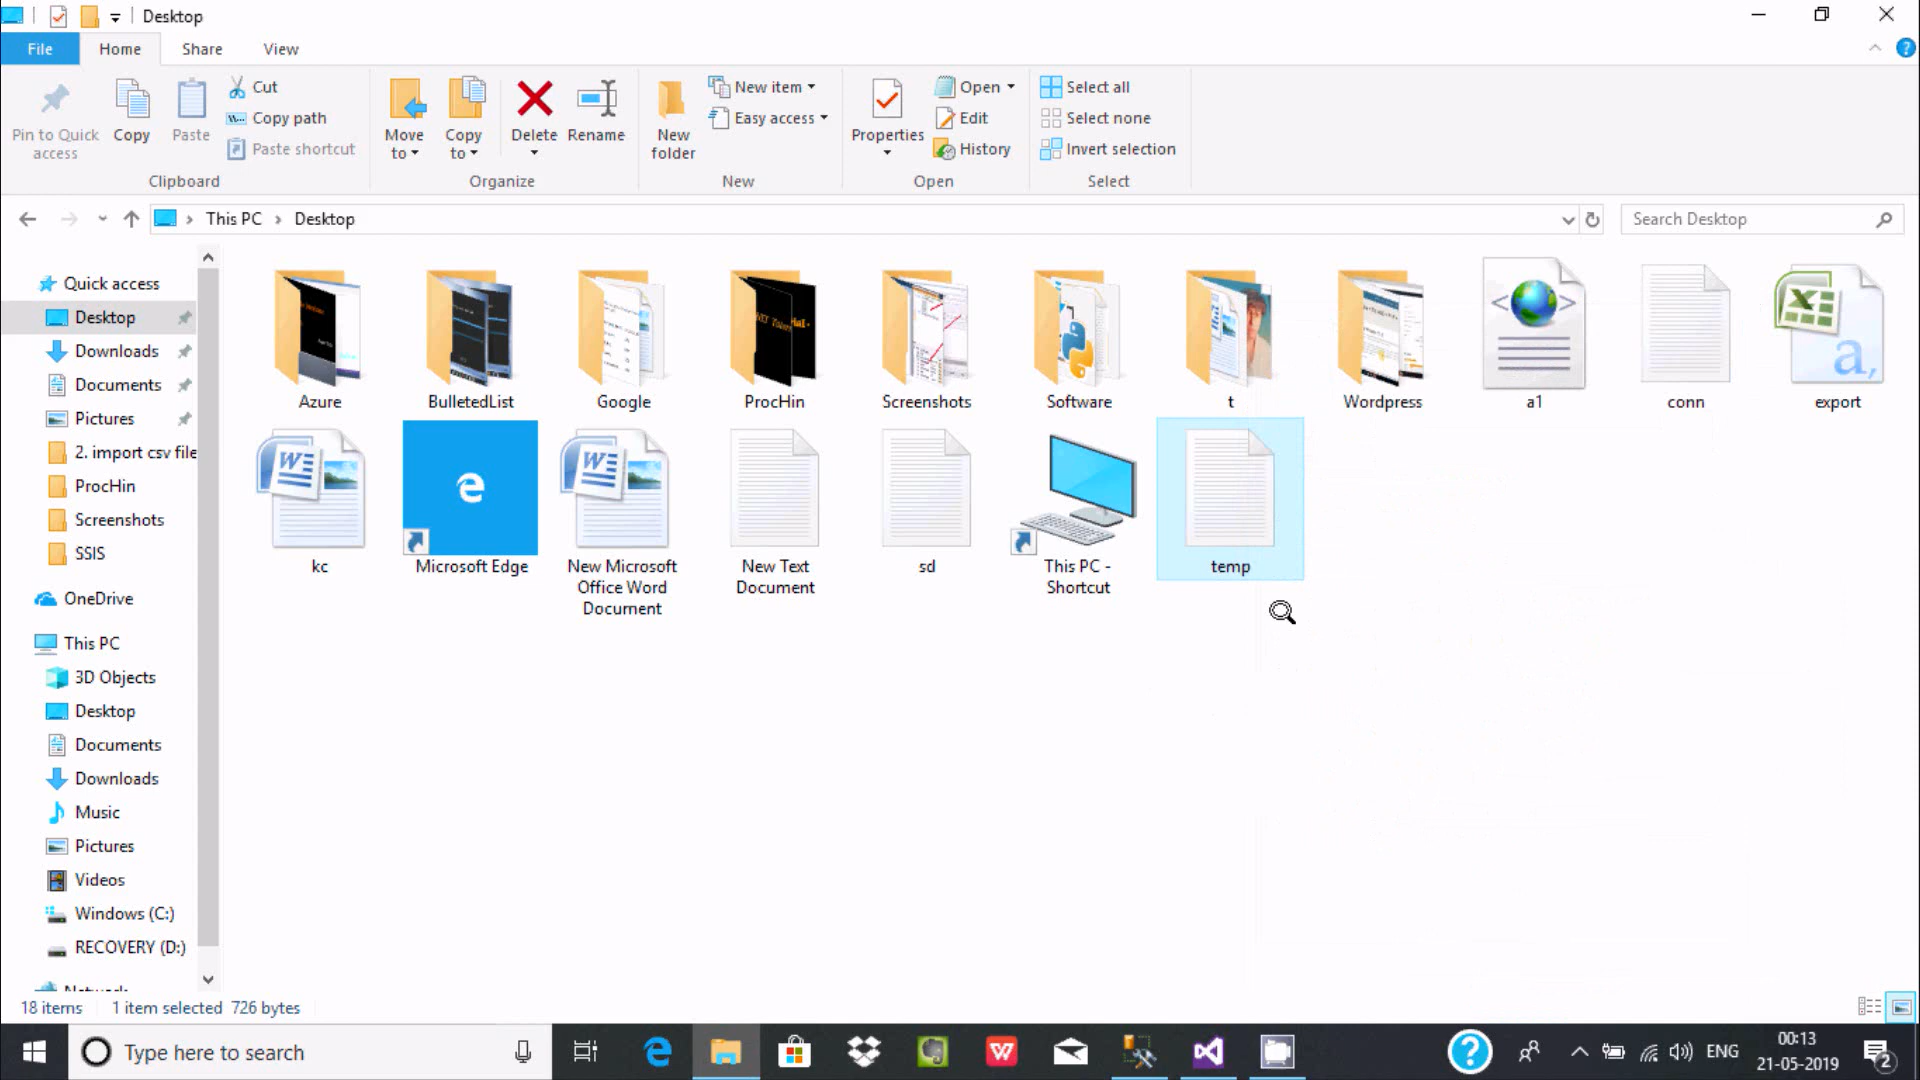 Desktop
File Home Share View
Pin to Quick access
Copy
Paste
Cut
Copy path
Paste shortcut
Move to
Copy to
Delete
Rename
New folder
New item
Easy access
Properties
Open
Edit
History
Select all
Select none
Invert selection
Clipboard Organize New Open Select
This PC Desktop
Search Desktop
Quick access
Desktop
Downloads
Documents
Pictures
2. import csv file
ProcHin
Screenshots
SSIS
OneDrive
This PC
3D Objects
Desktop
Documents
Downloads
Music
Pictures
Videos
Windows (C:)
RECOVERY (D:)
Azure BulletedList Google ProcHin Screenshots Software t Wordpress a1 conn export
kc
Microsoft Edge
New Microsoft
Office Word
Document
New Text
Document
sd
This PC -
Shortcut
temp
18 items 1 item selected 726 bytes
Type here to search
ENG
00:13
21-05-2019
2